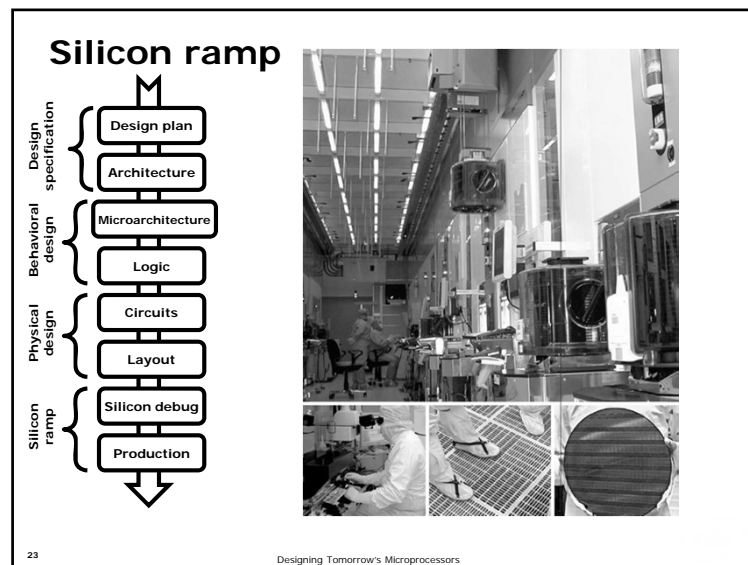 Silicon ramp
Design
specification
Design plan
Architecture
Behavioral
design
Microarchitecture
Logic
Physical
design
Circuits
Layout
Silicon
ramp
Silicon debug
Production
23
Designing Tomorrow's Microprocessors